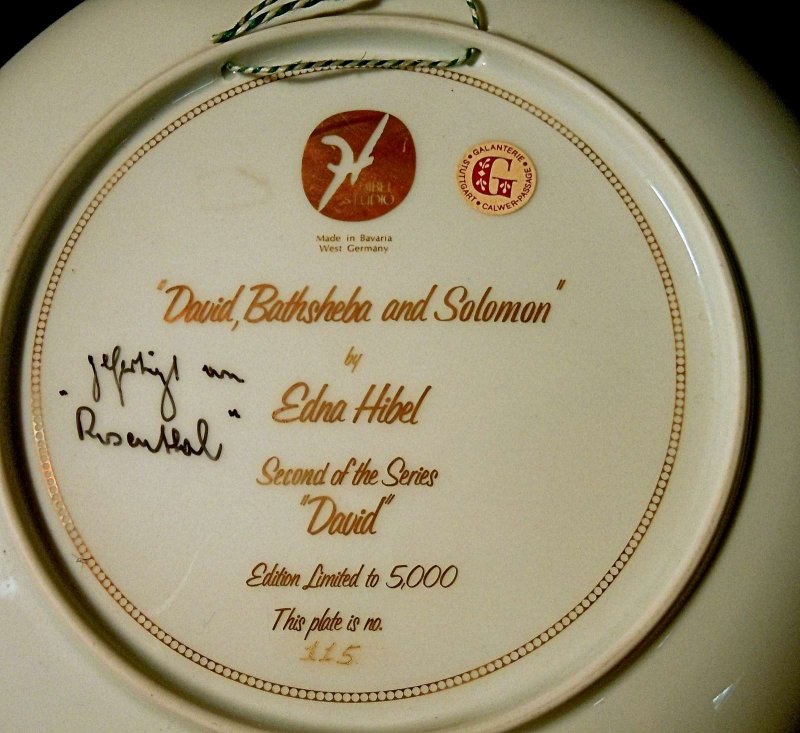 HIBEL
STUDIO
Made in Bavaria
West Germany
GALANTERIE
STUTTGART
CALWER-PASSAGE
G
"David, Bathsheba and Solomon"
by
Edna Hibel
gefertigt von
"Rosenthal"
Second of the Series
"David"
Edition Limited to 5,000
This plate is no.
115